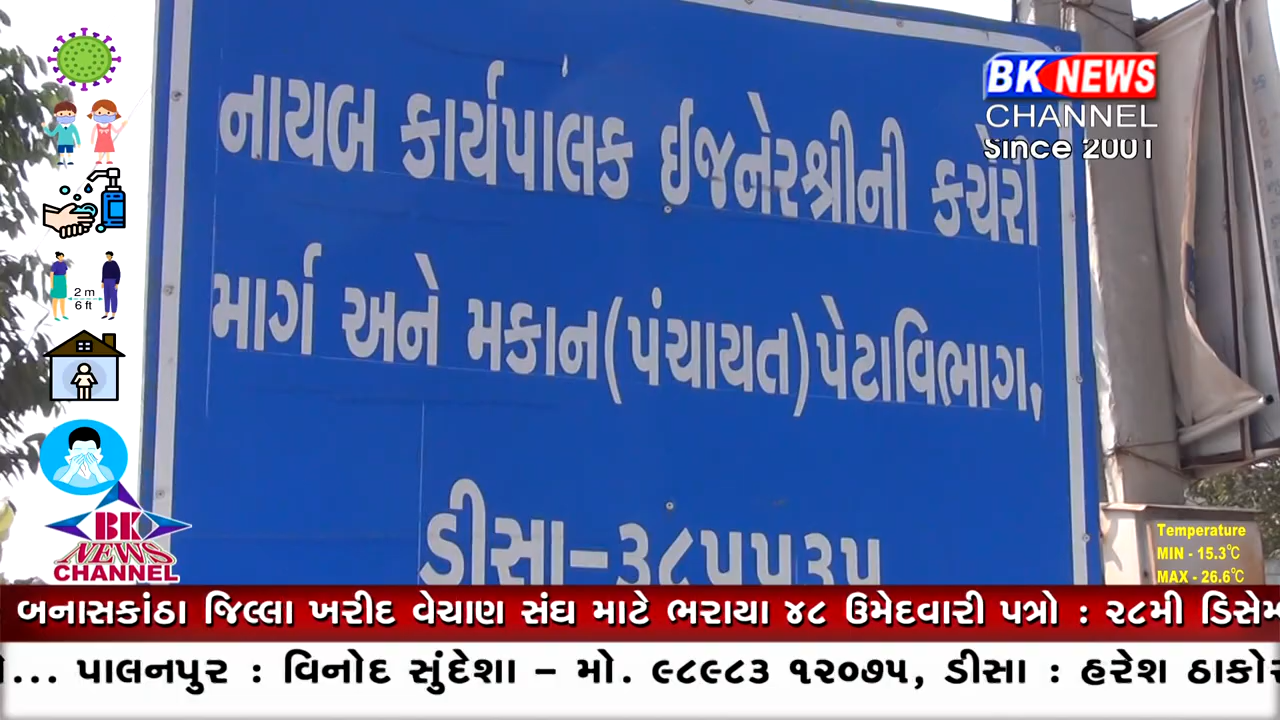 BK NEWS
CHANNEL
Since 2001
નાયબ કાર્યપાલક ઈજનેરશ્રીની કચેરી
માર્ગ અને મકાન(પંચાયત)પેટાવિભાગ,
ડીસા-૩૮૫૫૩૫
2 m
6 ft
BK
NEWS
CHANNEL
Temperature
MIN - 15.3℃
MAX - 26.6℃
બનાસકાંઠા જિલ્લા ખરીદ વેચાણ સંઘ માટે ભરાયા ૪૮ ઉમેદવારી પત્રો : ૨૮મી
... પાલનપુર : વિનોદ સુંદેશા – મો. ૯૮૯૮૩ ૧૨૦૭૫, ડીસા : હરેશ